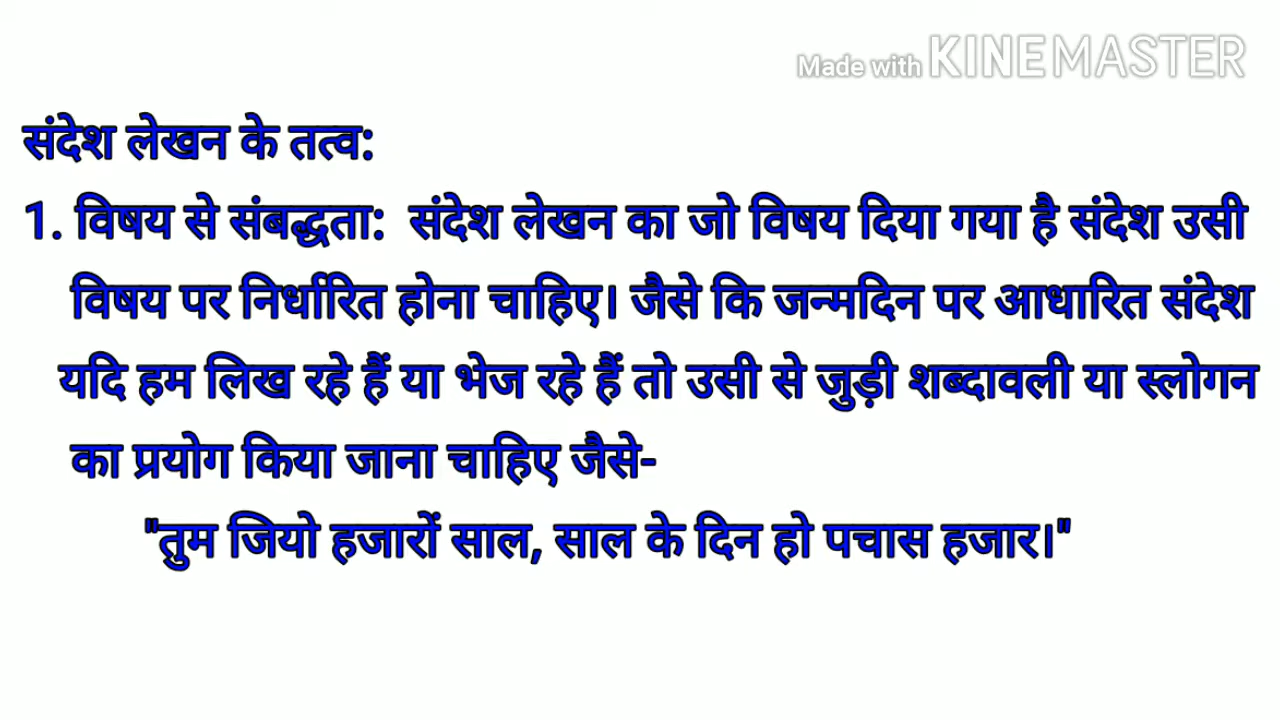 Made with KINEMASTER
संदेश लेखन के तत्व:
1. विषय से संबद्धता: संदेश लेखन का जो विषय दिया गया है संदेश उसी
विषय पर निर्धारित होना चाहिए। जैसे कि जन्मदिन पर आधारित संदेश
यदि हम लिख रहे हैं या भेज रहे हैं तो उसी से जुड़ी शब्दावली या स्लोगन
का प्रयोग किया जाना चाहिए जैसे-
"तुम जियो हजारों साल, साल के दिन हो पचास हजार।"